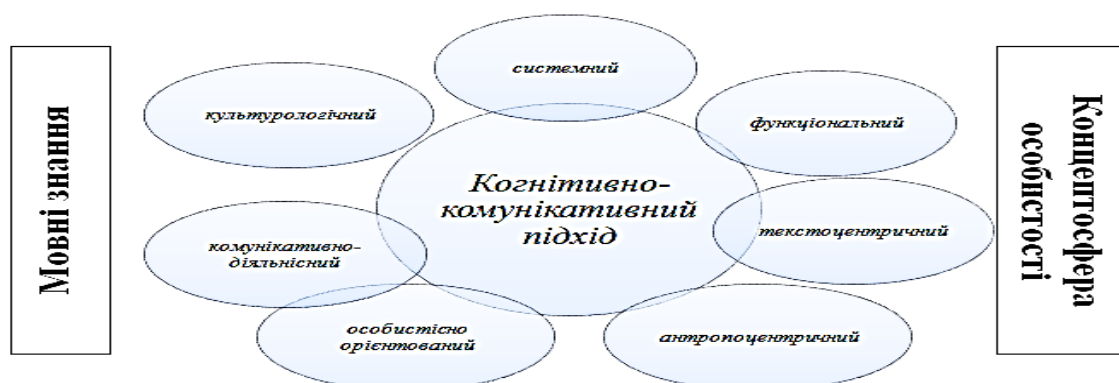 Мовні знання
системний
культурологічний
функціональний
Когнітивно-
комунікативний
підхід
текстоцентричний
комунікативно-
діяльнісний
особистісно
орієнтований
антропоцентричний
Концептосфера
особистості